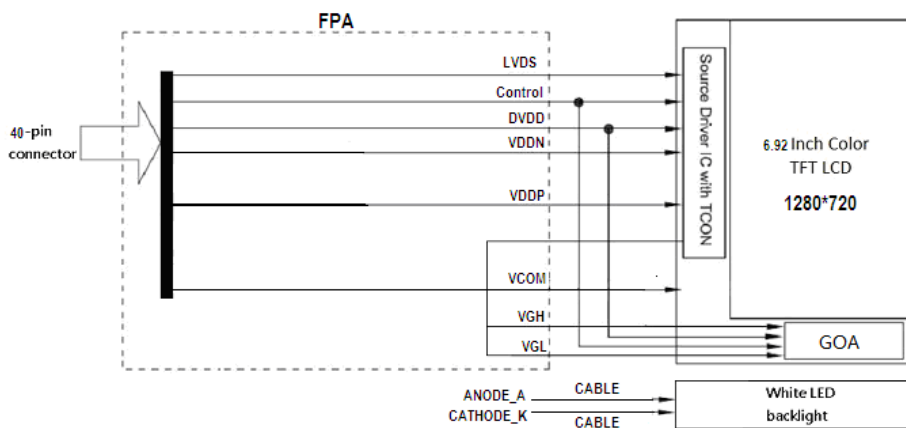 FPA
40-pin
connector
LVDS
Control
DVDD
VDDN
VDDP
VCOM
VGH
VGL
Source Driver IC with TCON
6.92 Inch Color
TFT LCD
1280*720
GOA
ANODE_A
CABLE
CATHODE_K
CABLE
White LED
backlight